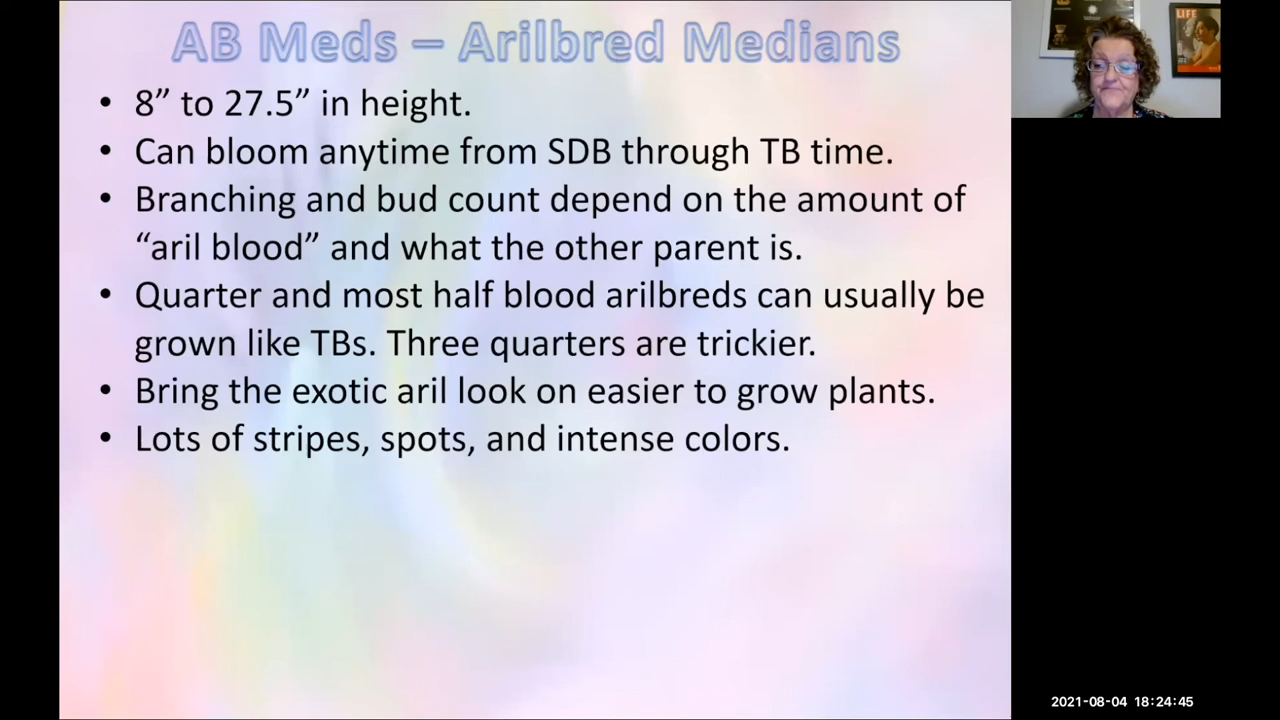 AB Meds – Arilbred Medians
• 8” to 27.5” in height.
• Can bloom anytime from SDB through TB time.
• Branching and bud count depend on the amount of
“aril blood” and what the other parent is.
• Quarter and most half blood arilbreds can usually be
grown like TBs. Three quarters are trickier.
• Bring the exotic aril look on easier to grow plants.
• Lots of stripes, spots, and intense colors.
LIFE
2021-08-04 18:24:45